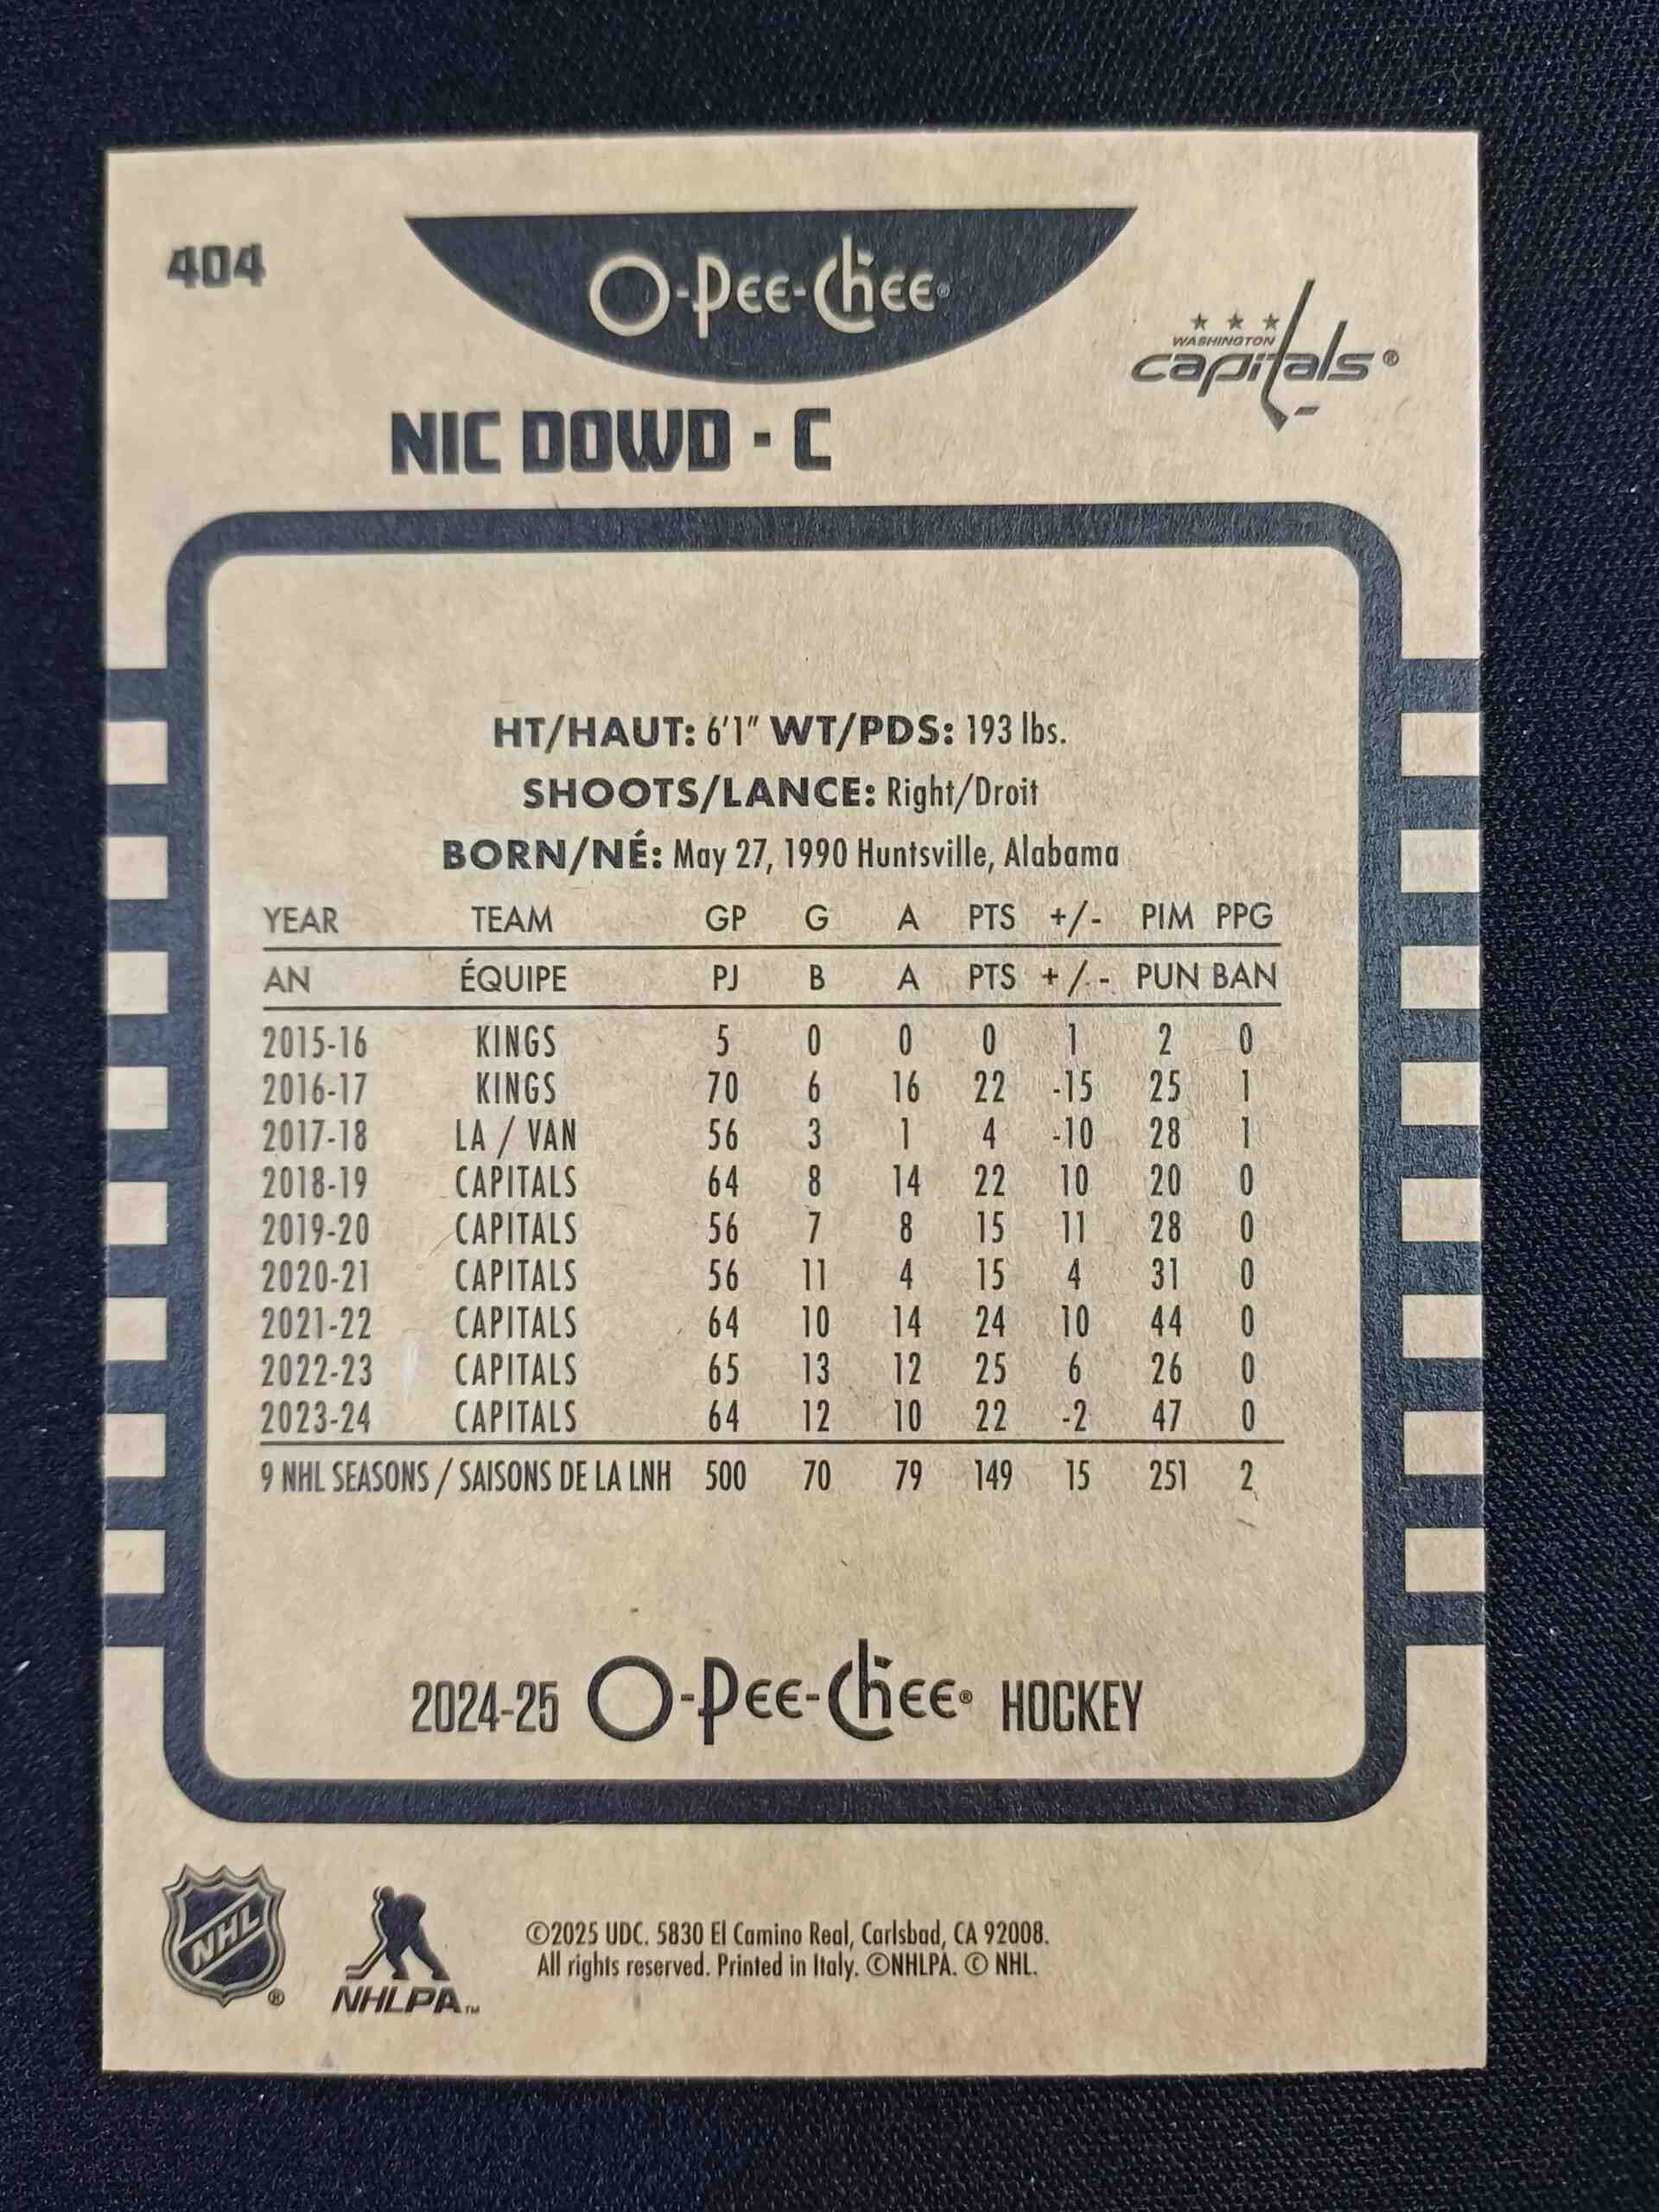 404
O-Pee-Chee®
WASHINGTON
capitals®
NIC DOWD - C
HT/HAUT: 6'1" WT/PDS: 193 lbs.
SHOOTS/LANCE: Right/Droit
BORN/NÉ: May 27, 1990 Huntsville, Alabama
YEAR TEAM GP G A PTS +/- PIM PPG
AN ÉQUIPE PJ B A PTS +/- PUN BAN
2015-16 KINGS 5 0 0 0 1 2 0
2016-17 KINGS 70 6 16 22 -15 25 1
2017-18 LA / VAN 56 3 1 4 -10 28 1
2018-19 CAPITALS 64 8 14 22 10 20 0
2019-20 CAPITALS 56 7 8 15 11 28 0
2020-21 CAPITALS 56 11 4 15 4 31 0
2021-22 CAPITALS 64 10 14 24 10 44 0
2022-23 CAPITALS 65 13 12 25 6 26 0
2023-24 CAPITALS 64 12 10 22 -2 47 0
9 NHL SEASONS / SAISONS DE LA LNH 500 70 79 149 15 251 2
2024-25 O-Pee-Chee® HOCKEY
NHL®
NHLPA™
©2025 UDC. 5830 El Camino Real, Carlsbad, CA 92008.
All rights reserved. Printed in Italy. ©NHLPA. © NHL.